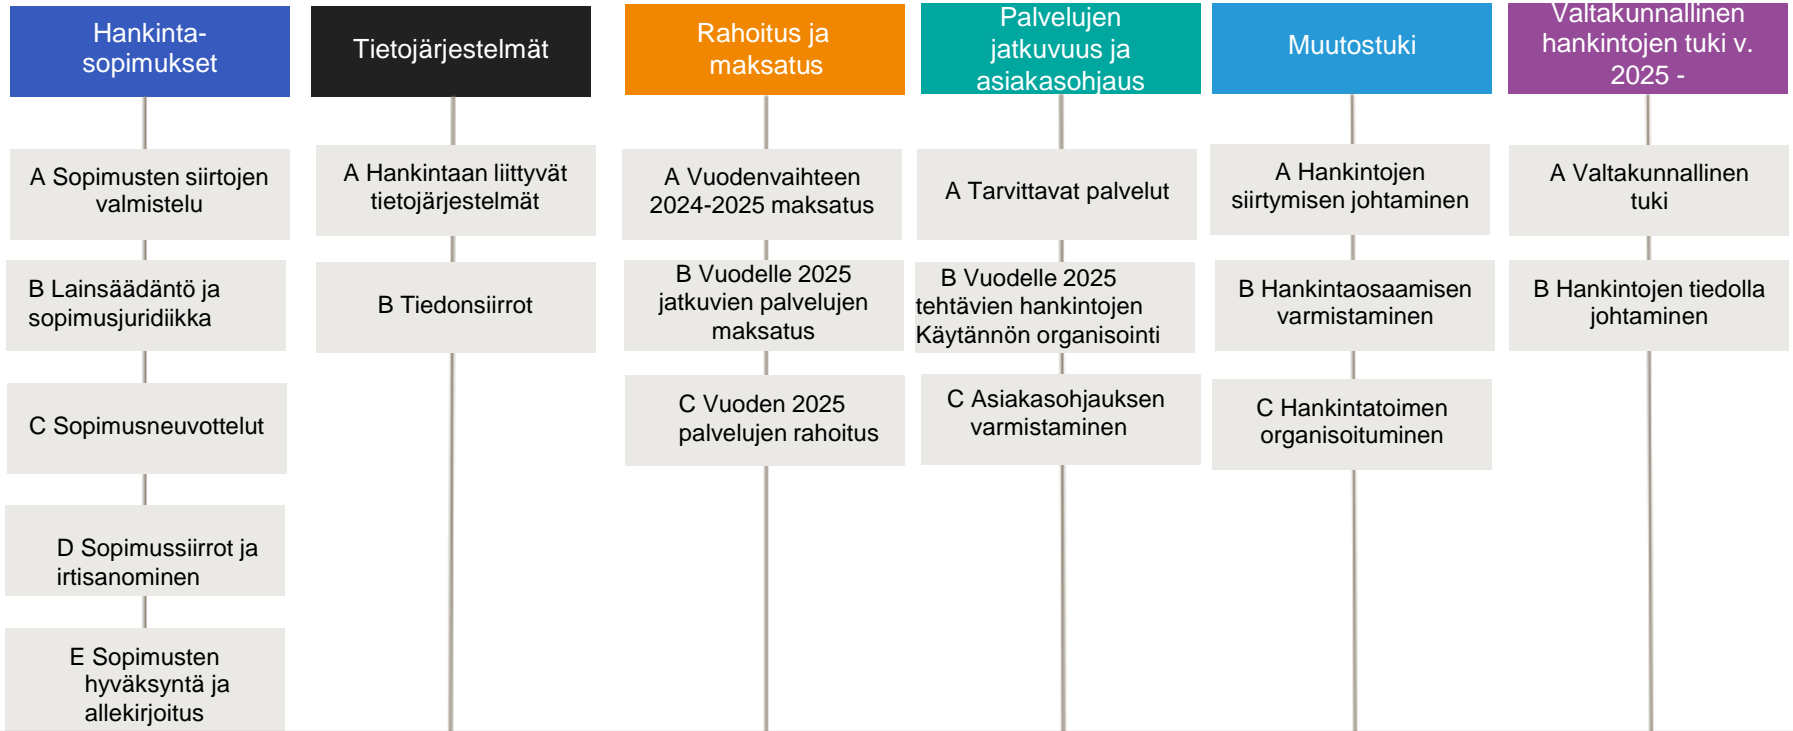 Hankinta-
sopimukset
A Sopimusten siirtojen
valmistelu
B Lainsäädäntö ja
sopimusjuridiikka
C Sopimusneuvottelut
D Sopimussiirrot ja
irtisanominen
E Sopimusten
hyväksyntä ja
allekirjoitus
Tietojärjestelmät
A Hankintaan liittyvät
tietojärjestelmät
B Tiedonsiirrot
Rahoitus ja
maksatus
A Vuodenvaihteen
2024-2025 maksatus
B Vuodelle 2025
jatkuvien palvelujen
maksatus
C Vuoden 2025
palvelujen rahoitus
Palvelujen
jatkuvuus ja
asiakasohjaus
A Tarvittavat palvelut
B Vuodelle 2025
tehtävien hankintojen
Käytännön organisointi
C Asiakasohjauksen
varmistaminen
Muutostuki
A Hankintojen
siirtymisen johtaminen
B Hankintaosaamisen
varmistaminen
C Hankintatoimen
organisoituminen
Valtakunnallinen
hankintojen tuki v.
2025 -
A Valtakunnallinen
tuki
B Hankintojen tiedolla
johtaminen